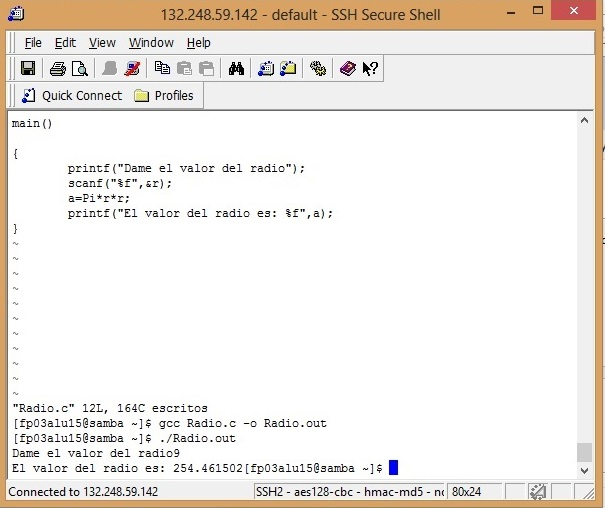 132.248.59.142 - default - SSH Secure Shell
File Edit View Window Help
Quick Connect Profiles
main()
{
printf("Dame el valor del radio");
scanf("%f",&r);
a=Pi*r*r;
printf("El valor del radio es: %f",a);
}
~
~
~
~
~
~
~
~
~
~
~
"Radio.c" 12L, 164C escritos
[fp03alu15@samba ~]$ gcc Radio.c -o Radio.out
[fp03alu15@samba ~]$ ./Radio.out
Dame el valor del radio9
El valor del radio es: 254.461502[fp03alu15@samba ~]$
Connected to 132.248.59.142 SSH2 - aes128-cbc - hmac-md5 - 80x24